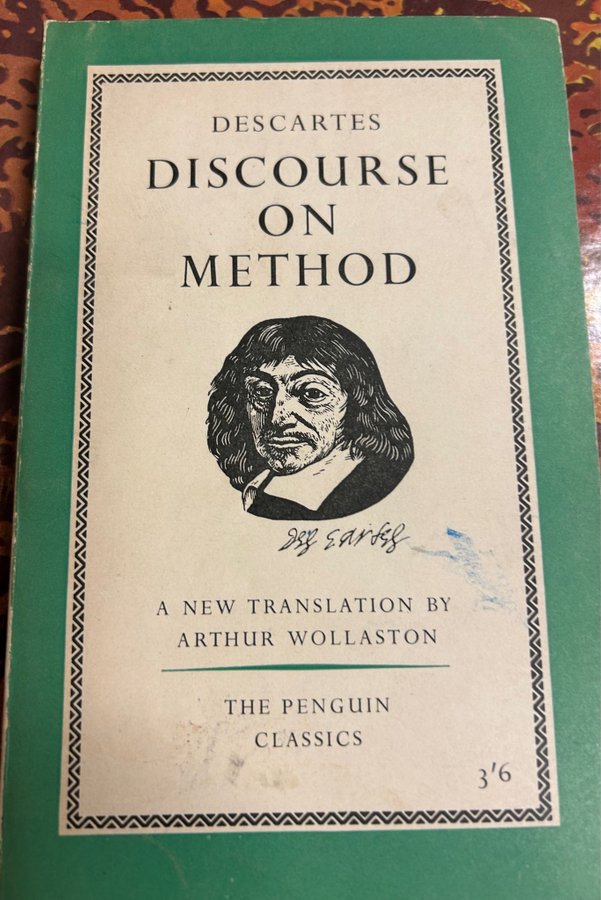 DESCARTES
DISCOURSE
ON
METHOD
A NEW TRANSLATION BY
ARTHUR WOLLASTON
THE PENGUIN
CLASSICS
3'6